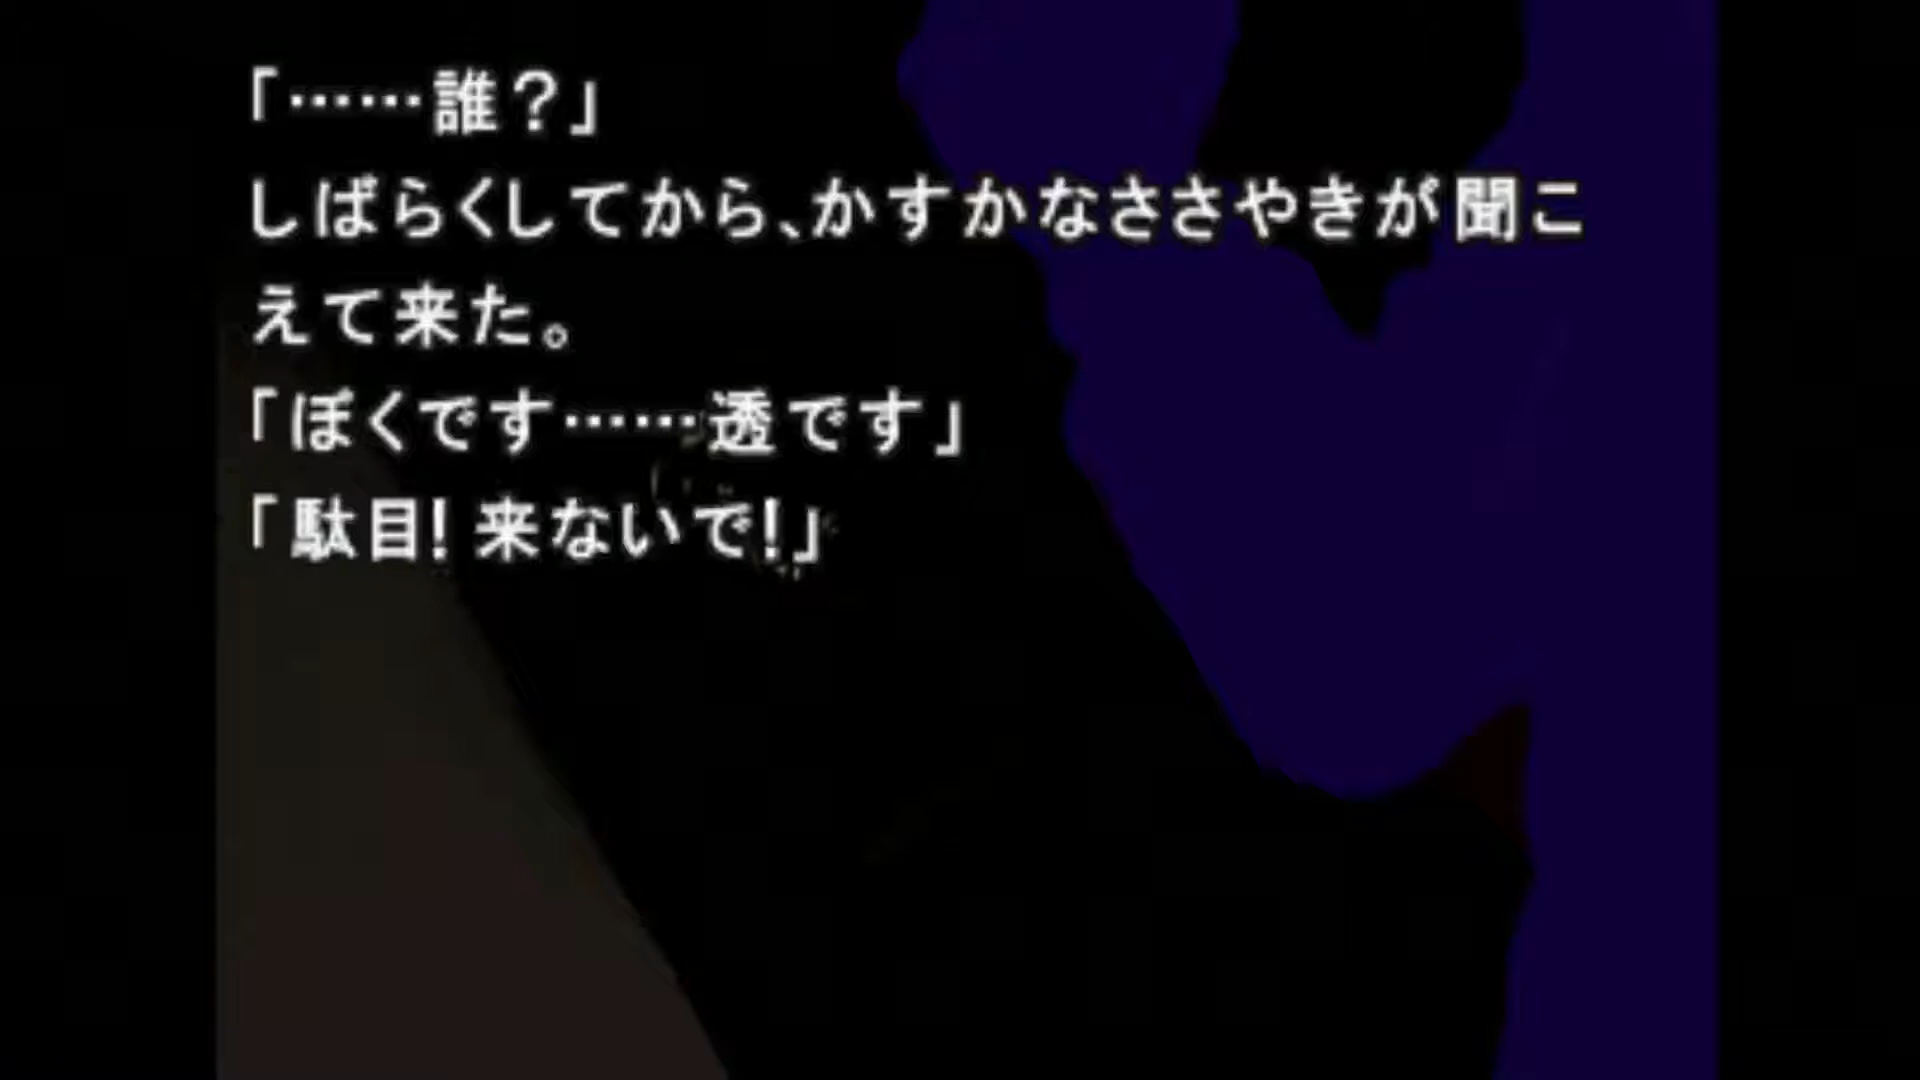 「……誰？」
しばらくしてから、かすかなささやきが聞こ
えて来た。
「ぼくです……透です」
「駄目！来ないで！」